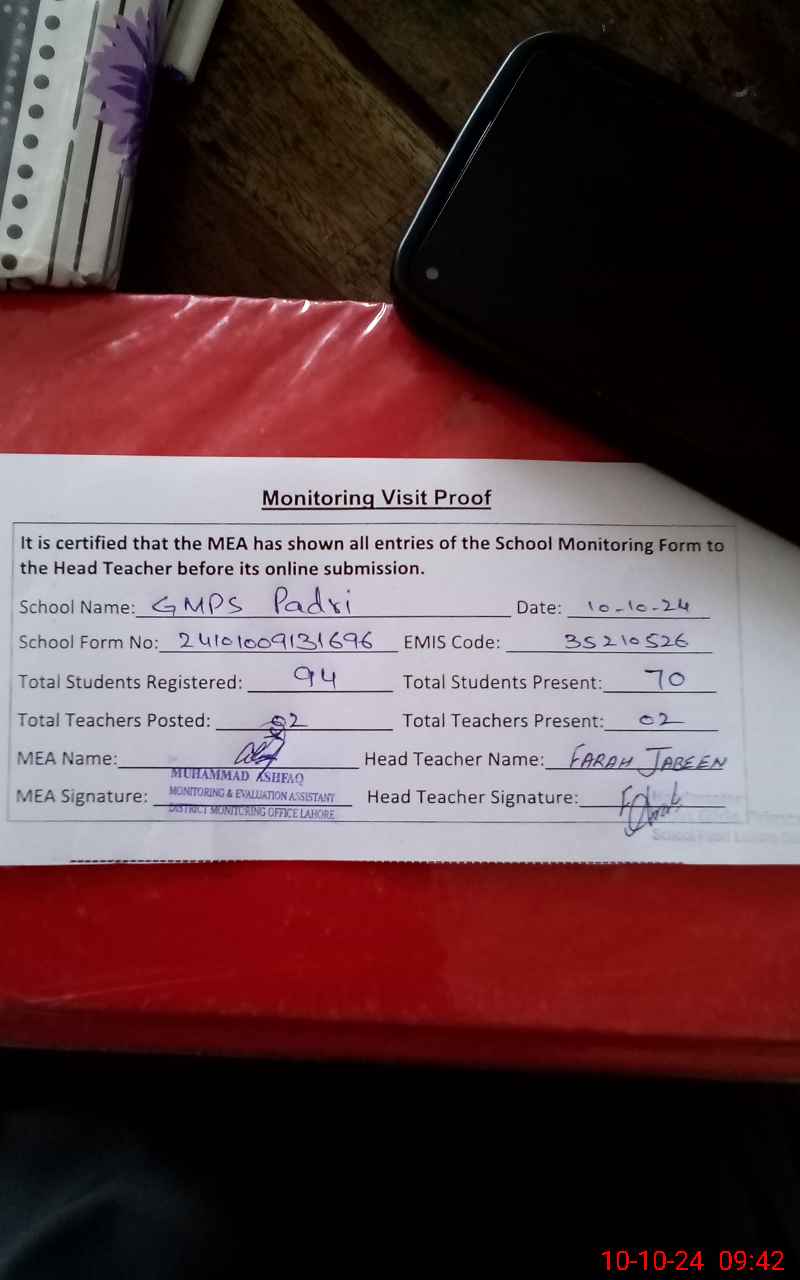 Monitoring Visit Proof
It is certified that the MEA has shown all entries of the School Monitoring Form to
the Head Teacher before its online submission.
School Name: GMPS Padri Date: 10-10-24
School Form No: 24101009131696 EMIS Code: 35210526
Total Students Registered: 94 Total Students Present: 70
Total Teachers Posted: 02 Total Teachers Present: 02
MEA Name: Head Teacher Name: FARAH JABEEN
MUHAMMAD ASHFAQ
MEA Signature: MONITORING & EVALUATION ASSISTANT Head Teacher Signature:
DISTRICT MONITORING OFFICE LAHORE
10-10-24 09:42